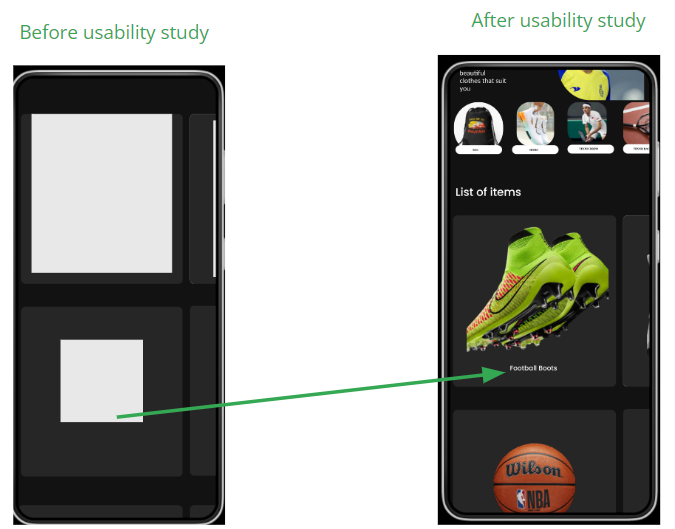 Before usability study
After usability study
beautiful
clothes that suit
you
List of items
Football Boots
Wilson
NBA